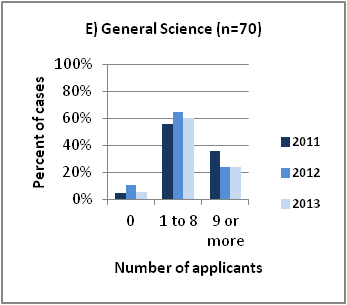 E) General Science (n=70)
100%
80%
60%
40%
20%
0%
Percent of cases
0
1 to 8
9 or
more
Number of applicants
2011
2012
2013